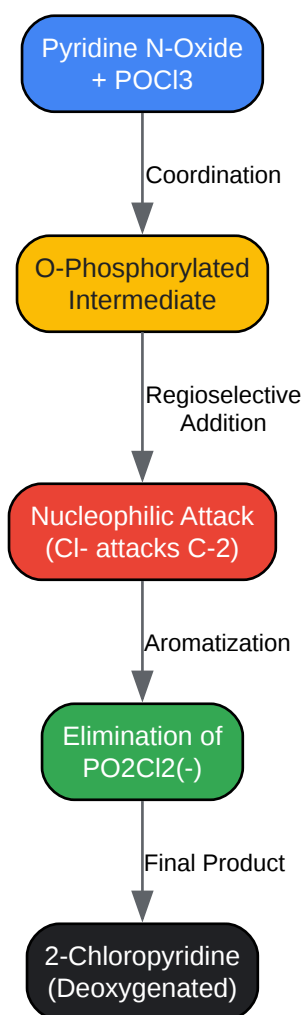 Pyridine N-Oxide
+ POCl3
Coordination
O-Phosphorylated
Intermediate
Regioselective
Addition
Nucleophilic Attack
(Cl- attacks C-2)
Aromatization
Elimination of
PO2Cl2(-)
Final Product
2-Chloropyridine
(Deoxygenated)